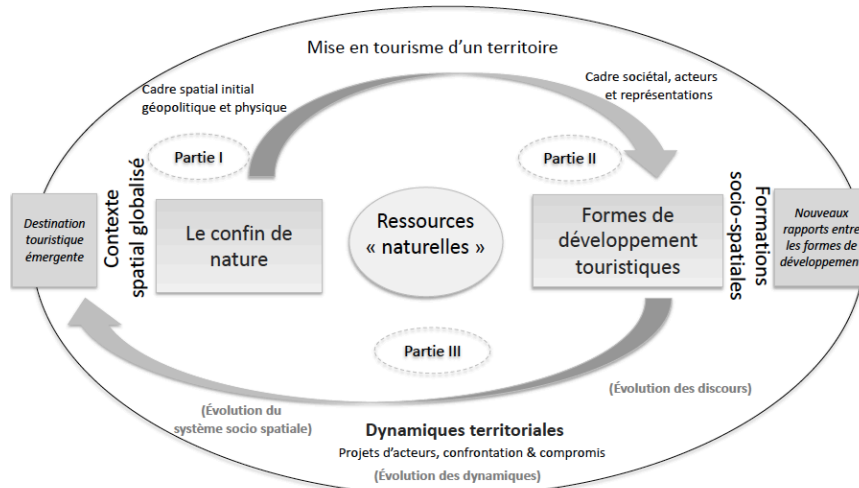 Mise en tourisme d'un territoire
Cadre spatial initial
géopolitique et physique
Cadre sociétal, acteurs
et représentations
Partie I
Partie II
Destination
touristique
émergente
Contexte
spatial globalisé
Le confin de
nature
Ressources
« naturelles »
Formes de
développement
touristiques
Formations
socio-spatiales
Nouveaux
rapports entre
les formes de
développemen
Partie III
(Évolution des discours)
(Évolution du
système socio spatiale)
Dynamiques territoriales
Projets d'acteurs, confrontation & compromis
(Évolution des dynamiques)